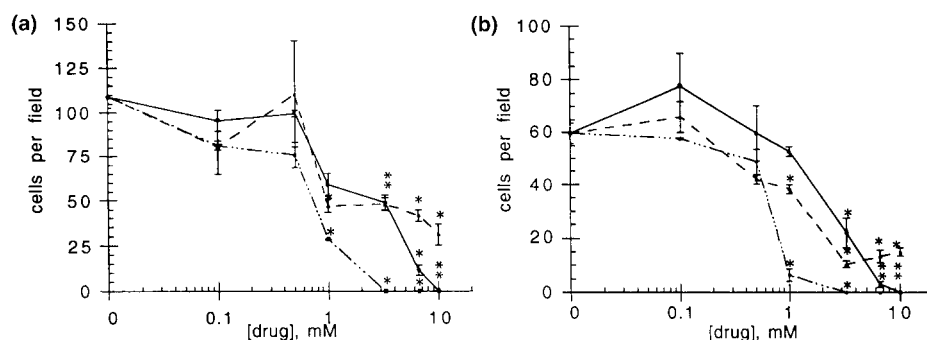 (a)
150
125
100
75
50
25
0
cells per field
0
0.1
1
10
[drug], mM
* * * * * * * * *
(b)
100
80
60
40
20
0
cells per field
0
0.1
1
10
[drug], mM
* * * * * * * * * * *